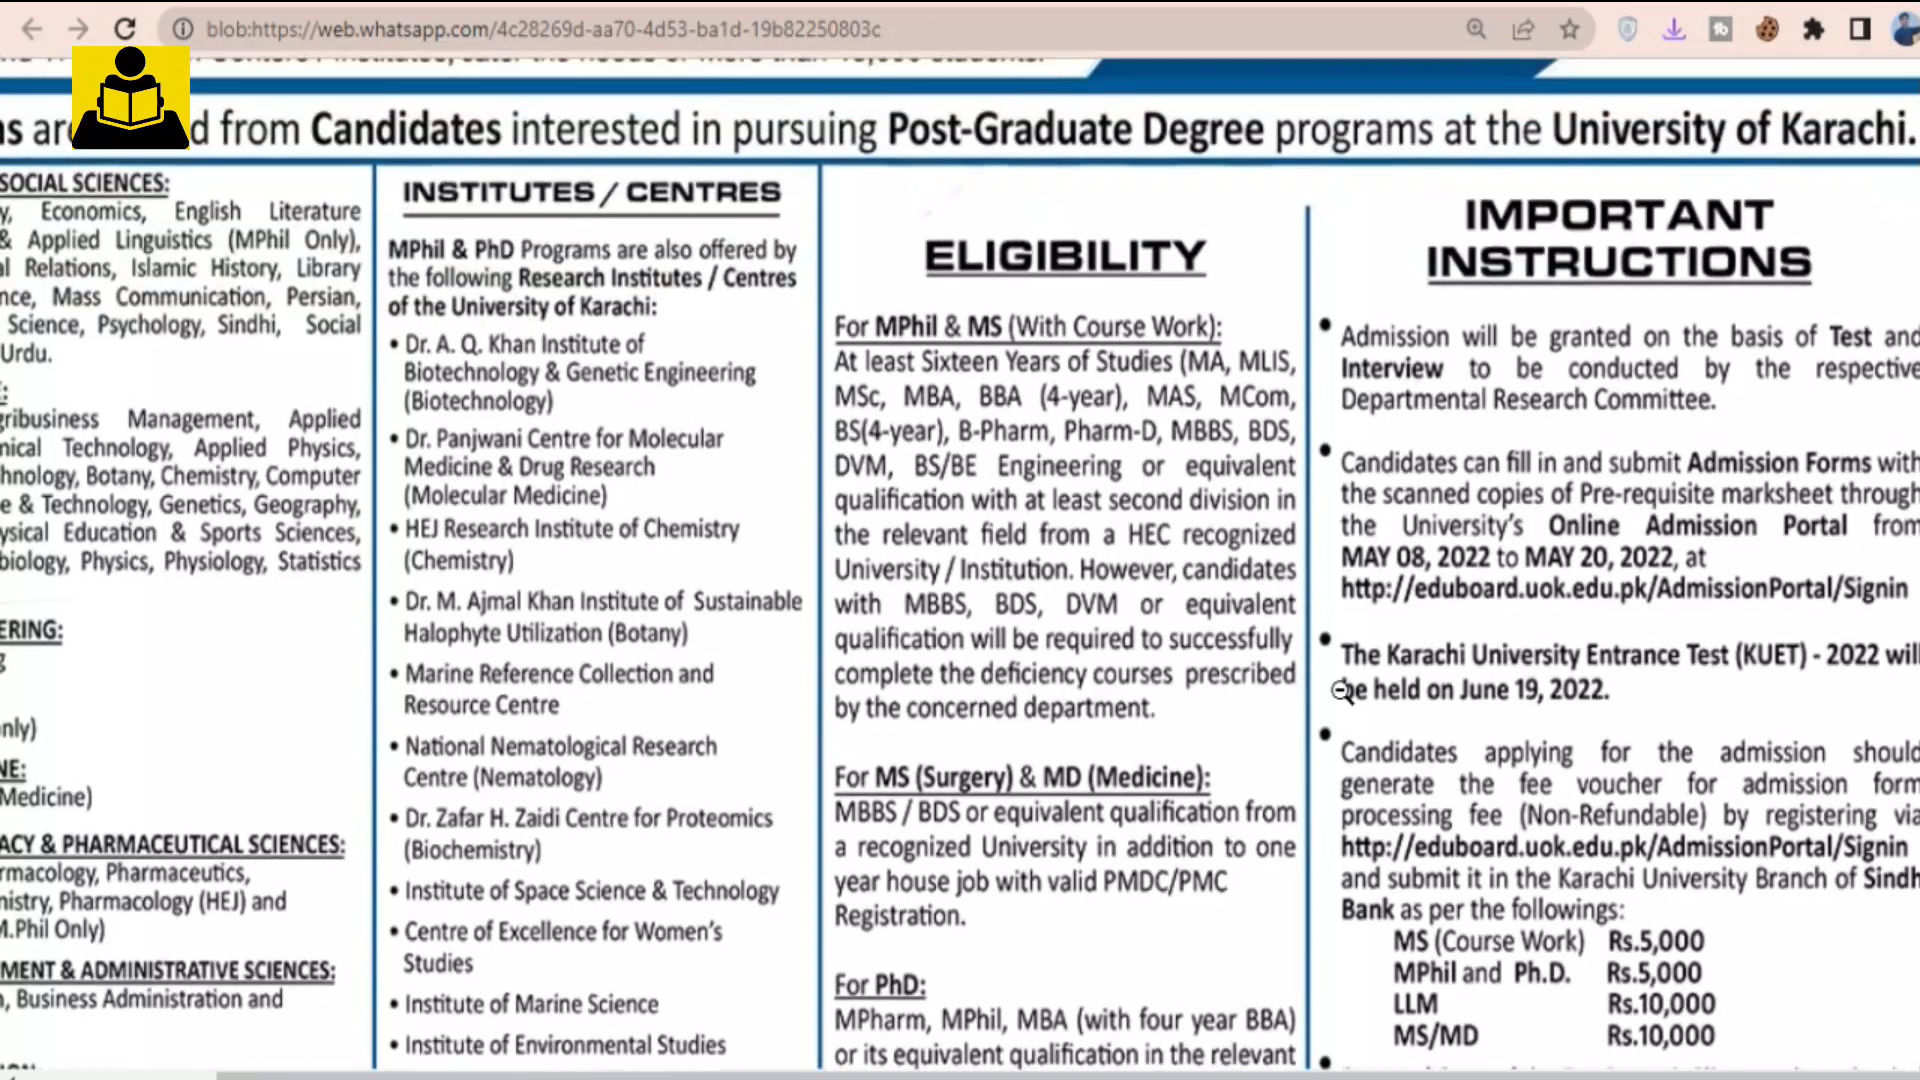 blob:https://web.whatsapp.com/4c28269d-aa70-4d53-ba1d-19b82250803c
from Candidates interested in pursuing Post-Graduate Degree programs at the University of Karachi.
SOCIAL SCIENCES:
Economics, English Literature
& Applied Linguistics (MPhil Only),
Relations, Islamic History, Library
Mass Communication, Persian,
Science, Psychology, Sindhi, Social
Urdu.
Management, Applied
Technology, Applied Physics,
Botany, Chemistry, Computer
& Technology, Genetics, Geography,
Education & Sports Sciences,
Physics, Physiology, Statistics
ERING:
only)
NE:
Medicine)
ACY & PHARMACEUTICAL SCIENCES:
Pharmaceutics,
Pharmacology (HEJ) and
M.Phil Only)
MENT & ADMINISTRATIVE SCIENCES:
Business Administration and
INSTITUTES / CENTRES
MPhil & PhD Programs are also offered by
the following Research Institutes / Centres
of the University of Karachi:
• Dr. A. Q. Khan Institute of
Biotechnology & Genetic Engineering
(Biotechnology)
• Dr. Panjwani Centre for Molecular
Medicine & Drug Research
(Molecular Medicine)
• HEJ Research Institute of Chemistry
(Chemistry)
• Dr. M. Ajmal Khan Institute of Sustainable
Halophyte Utilization (Botany)
• Marine Reference Collection and
Resource Centre
• National Nematological Research
Centre (Nematology)
• Dr. Zafar H. Zaidi Centre for Proteomics
(Biochemistry)
• Institute of Space Science & Technology
• Centre of Excellence for Women's
Studies
• Institute of Marine Science
• Institute of Environmental Studies
ELIGIBILITY
For MPhil & MS (With Course Work):
At least Sixteen Years of Studies (MA, MLIS,
MSc, MBA, BBA (4-year), MAS, MCom,
BS(4-year), B-Pharm, Pharm-D, MBBS, BDS,
DVM, BS/BE Engineering or equivalent
qualification with at least second division in
the relevant field from a HEC recognized
University / Institution. However, candidates
with MBBS, BDS, DVM or equivalent
qualification will be required to successfully
complete the deficiency courses prescribed
by the concerned department.
For MS (Surgery) & MD (Medicine):
MBBS / BDS or equivalent qualification from
a recognized University in addition to one
year house job with valid PMDC/PMC
Registration.
For PhD:
MPharm, MPhil, MBA (with four year BBA)
or its equivalent qualification in the relevant
IMPORTANT
INSTRUCTIONS
• Admission will be granted on the basis of Test and
Interview to be conducted by the respective
Departmental Research Committee.
• Candidates can fill in and submit Admission Forms with
the scanned copies of Pre-requisite marksheet through
the University's Online Admission Portal from
MAY 08, 2022 to MAY 20, 2022, at
http://eduboard.uok.edu.pk/AdmissionPortal/Signin
• The Karachi University Entrance Test (KUET) - 2022 will
be held on June 19, 2022.
• Candidates applying for the admission should
generate the fee voucher for admission form
processing fee (Non-Refundable) by registering via
http://eduboard.uok.edu.pk/AdmissionPortal/Signin
and submit it in the Karachi University Branch of Sindh
Bank as per the followings:
MS (Course Work) Rs.5,000
MPhil and Ph.D. Rs.5,000
LLM Rs.10,000
MS/MD Rs.10,000